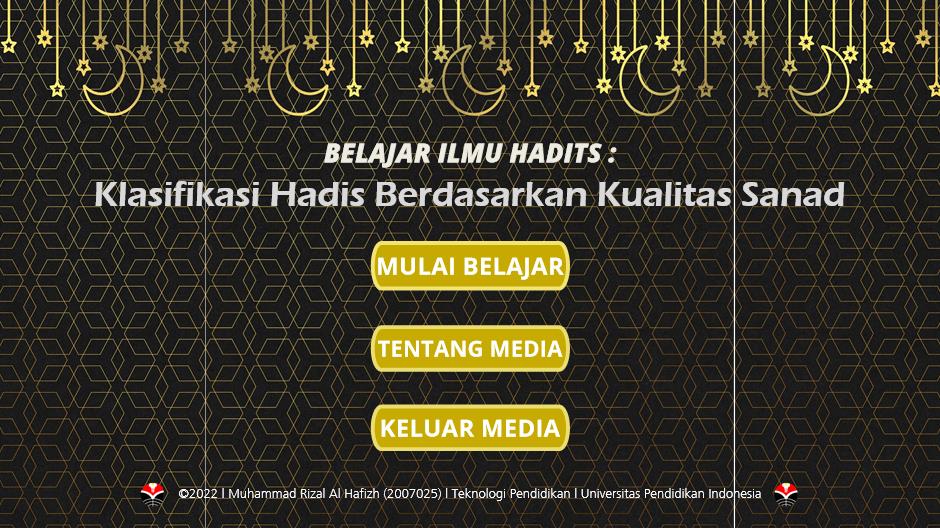 BELAJAR ILMU HADITS :
Klasifikasi Hadis Berdasarkan Kualitas Sanad
MULAI BELAJAR
TENTANG MEDIA
KELUAR MEDIA
©2022 l Muhammad Rizal Al Hafizh (2007025) l Teknologi Pendidikan l Universitas Pendidikan Indonesia